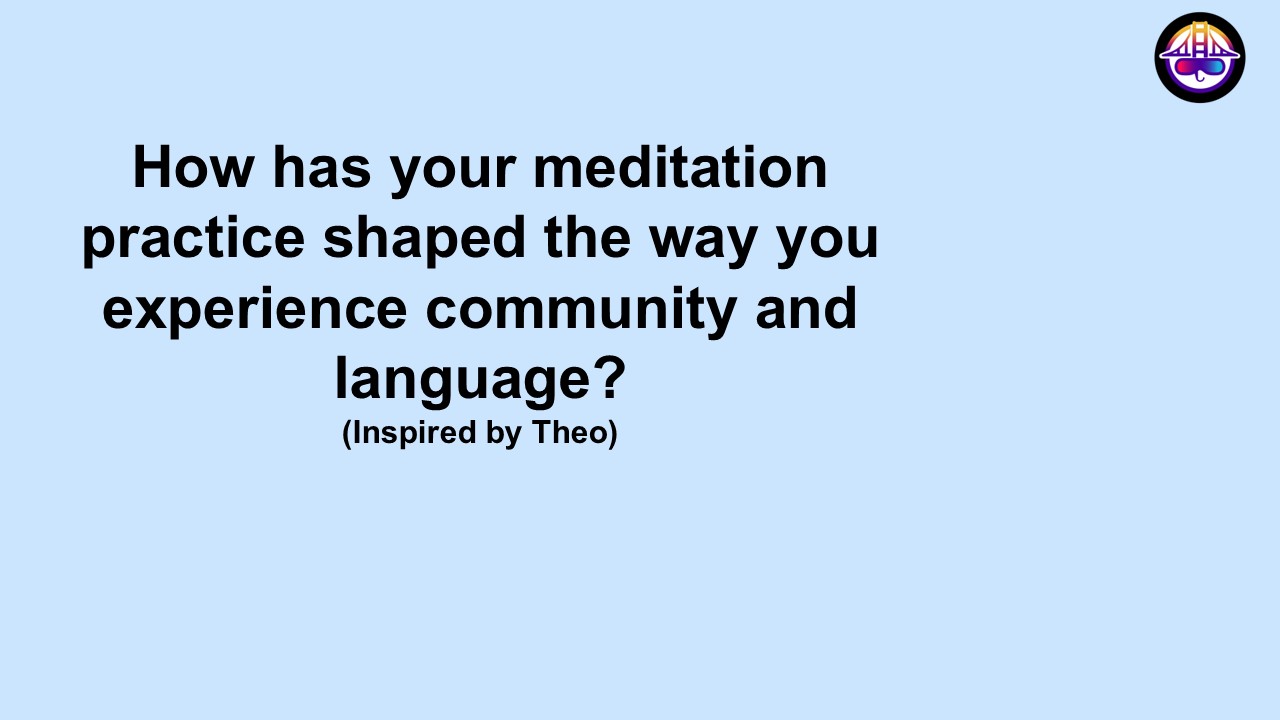 How has your meditation
practice shaped the way you
experience community and
language?
(Inspired by Theo)